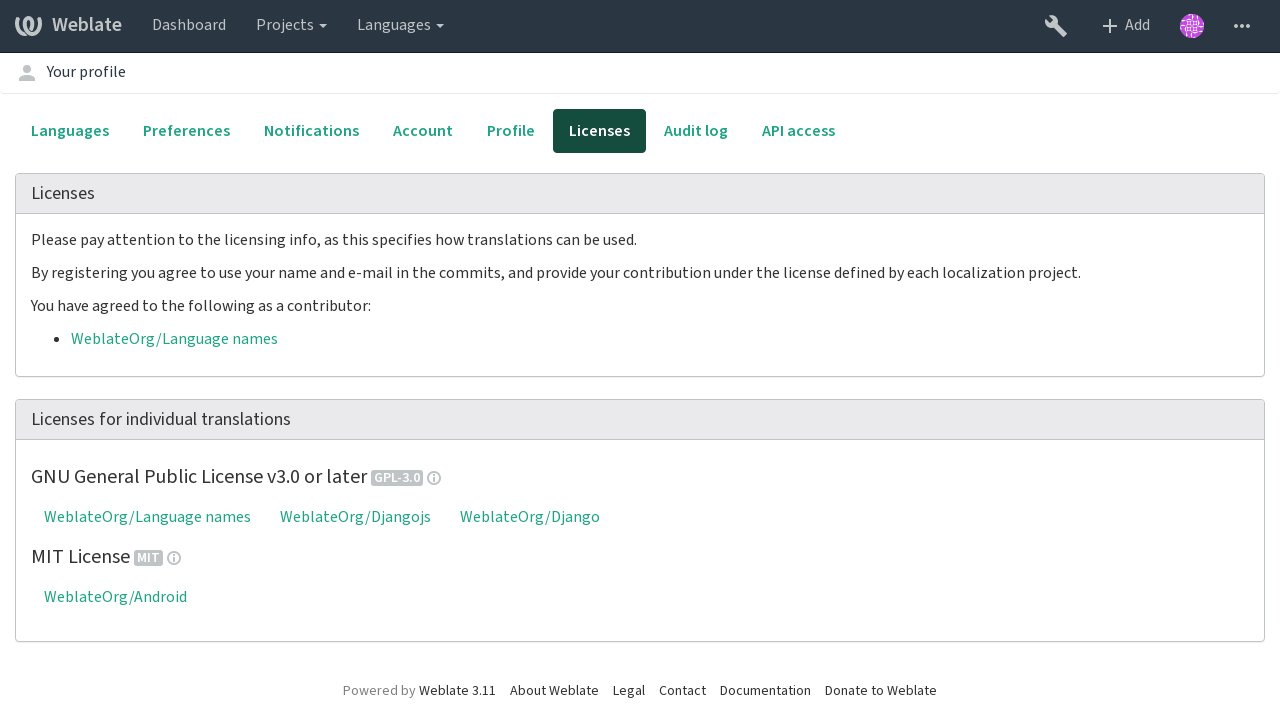 Weblate Dashboard Projects Languages Add
Your profile
Languages Preferences Notifications Account Profile Licenses Audit log API access
Licenses
Please pay attention to the licensing info, as this specifies how translations can be used.
By registering you agree to use your name and e-mail in the commits, and provide your contribution under the license defined by each localization project.
You have agreed to the following as a contributor:
WeblateOrg/Language names
Licenses for individual translations
GNU General Public License v3.0 or later GPL-3.0
WeblateOrg/Language names WeblateOrg/Djangojs WeblateOrg/Django
MIT License MIT
WeblateOrg/Android
Powered by Weblate 3.11 About Weblate Legal Contact Documentation Donate to Weblate